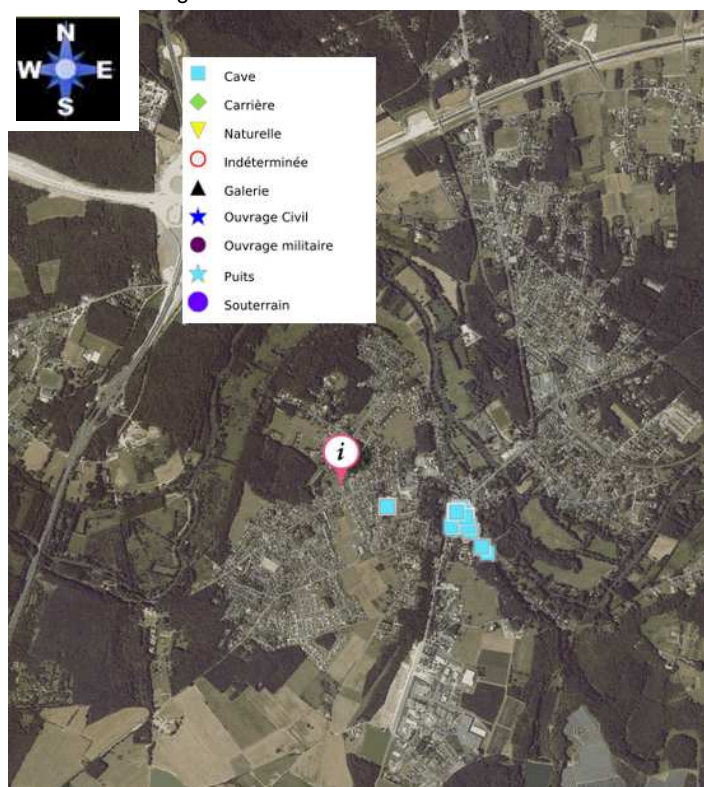 N
W E
S
Cave
Carrière
Naturelle
Indéterminée
Galerie
Ouvrage Civil
Ouvrage militaire
Puits
Souterrain
i